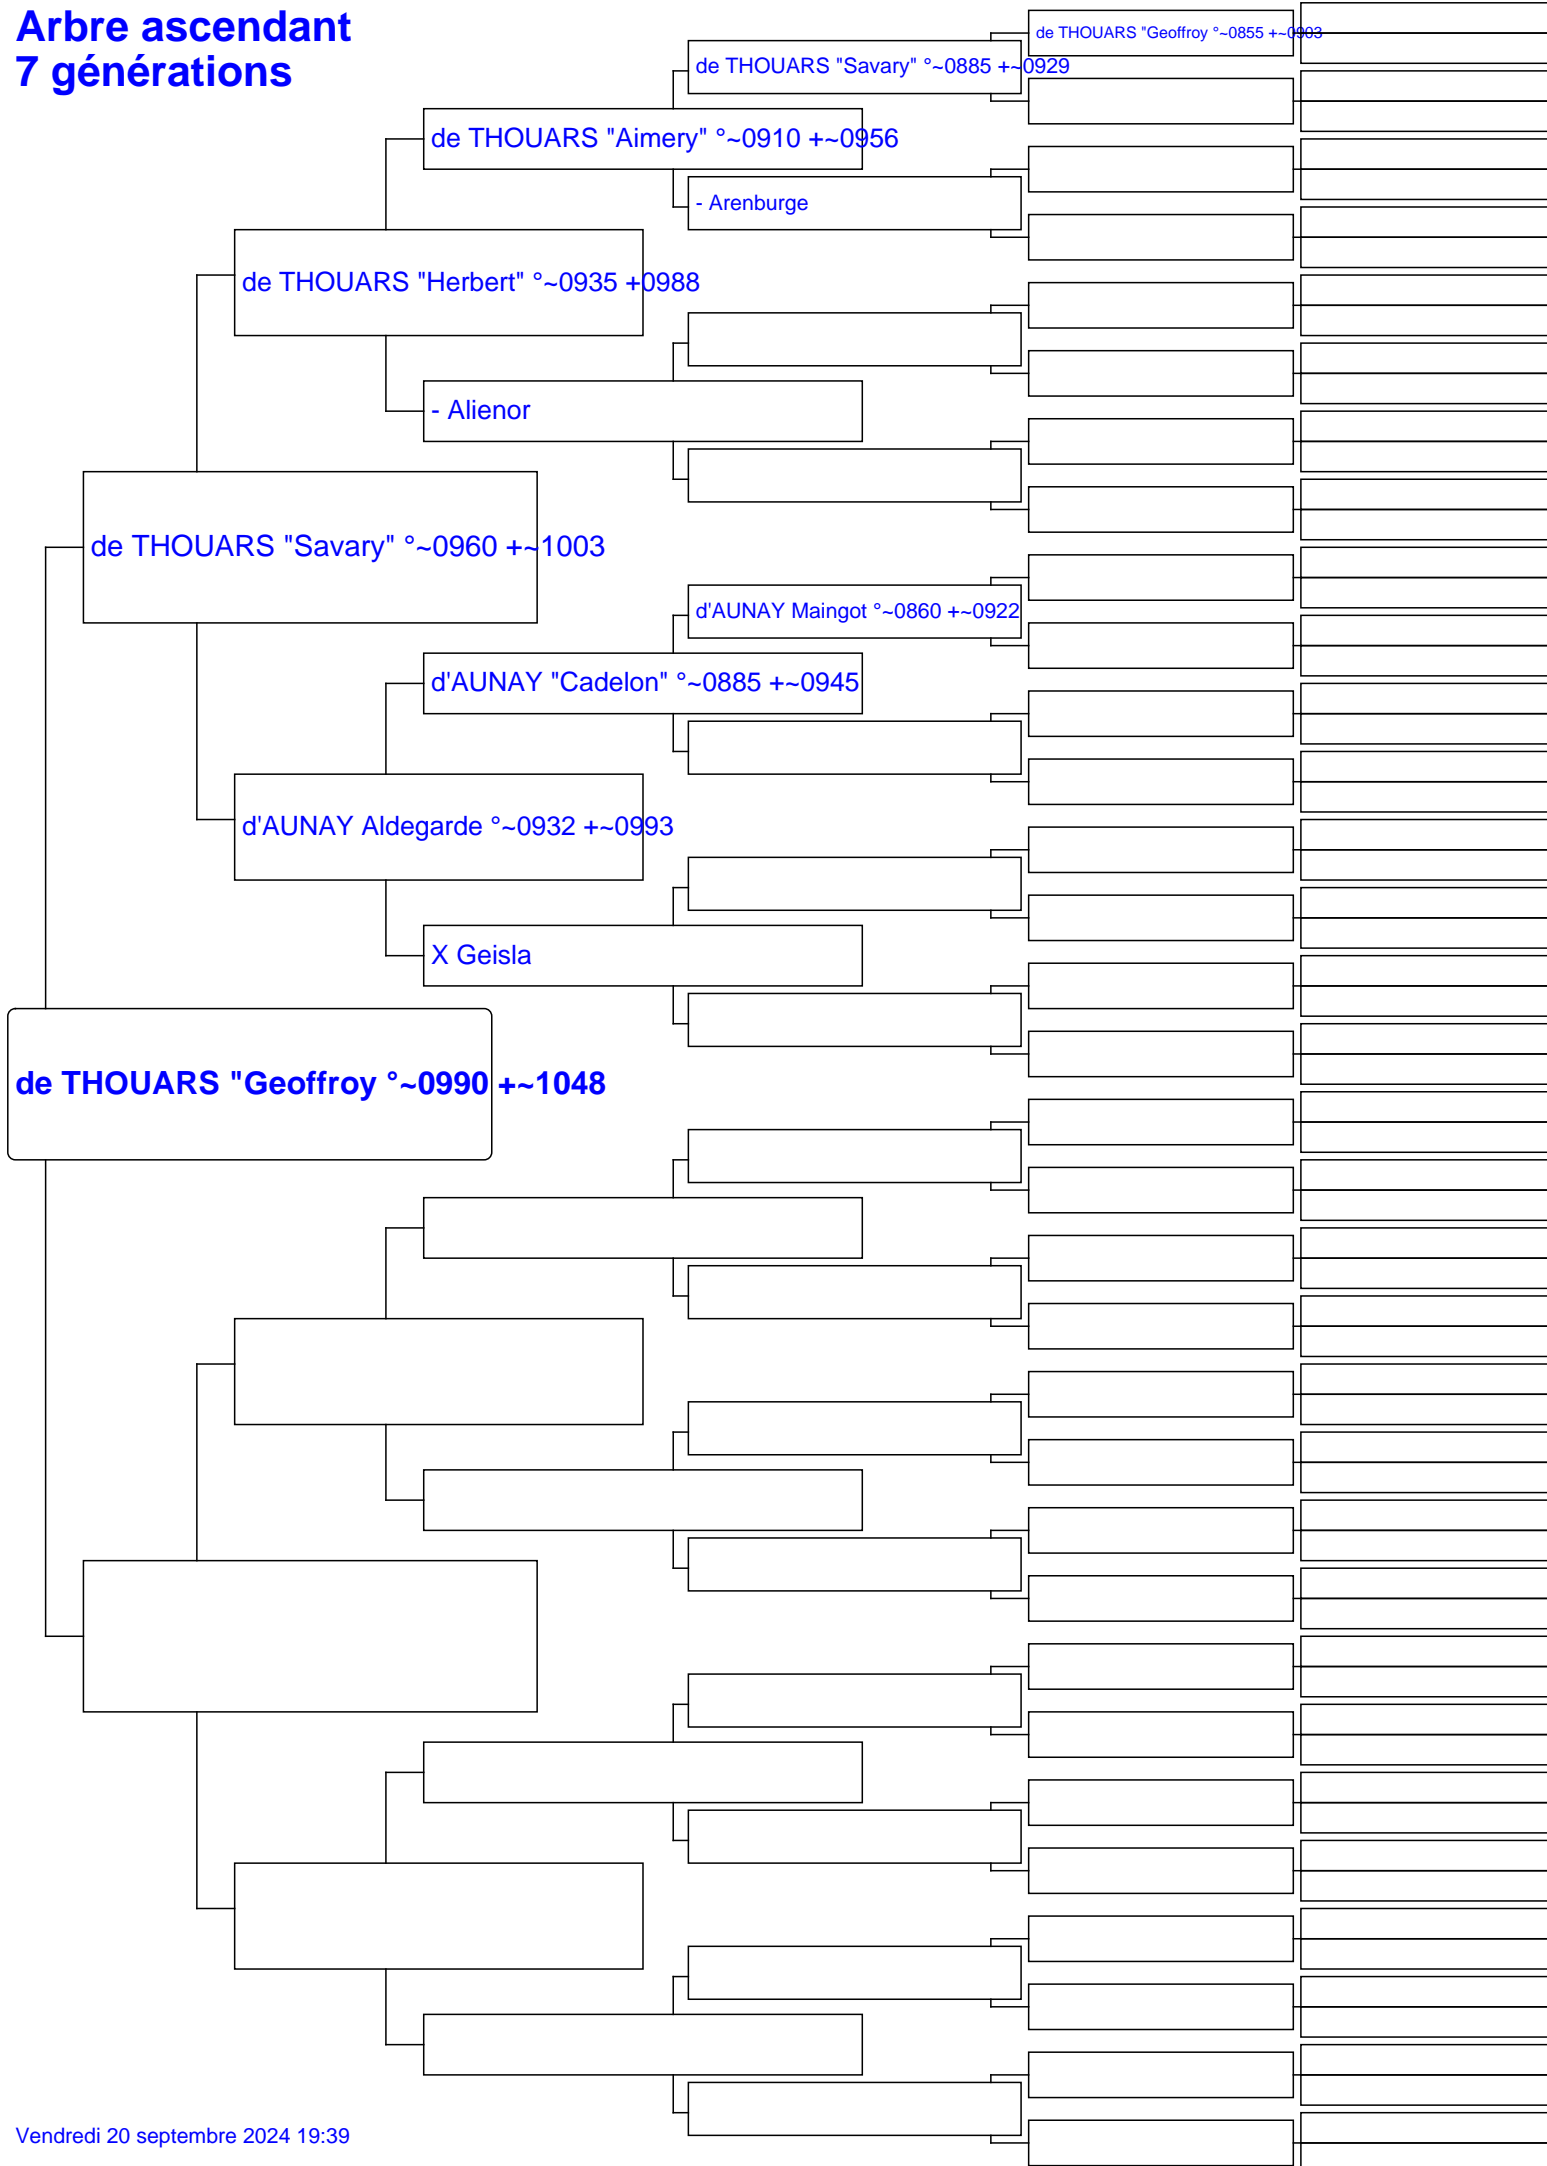 Arbre ascendant
7 générations
de THOUARS "Geoffroy °~0855 +~0903
de THOUARS "Savary" °~0885 +~0929
de THOUARS "Aimery" °~0910 +~0956
- Arenburge
de THOUARS "Herbert" °~0935 +0988
- Alienor
de THOUARS "Savary" °~0960 +~1003
d'AUNAY Maingot °~0860 +~0922
d'AUNAY "Cadelon" °~0885 +~0945
d'AUNAY Aldegarde °~0932 +~0993
X Geisla
de THOUARS "Geoffroy °~0990 +~1048
Vendredi 20 septembre 2024 19:39